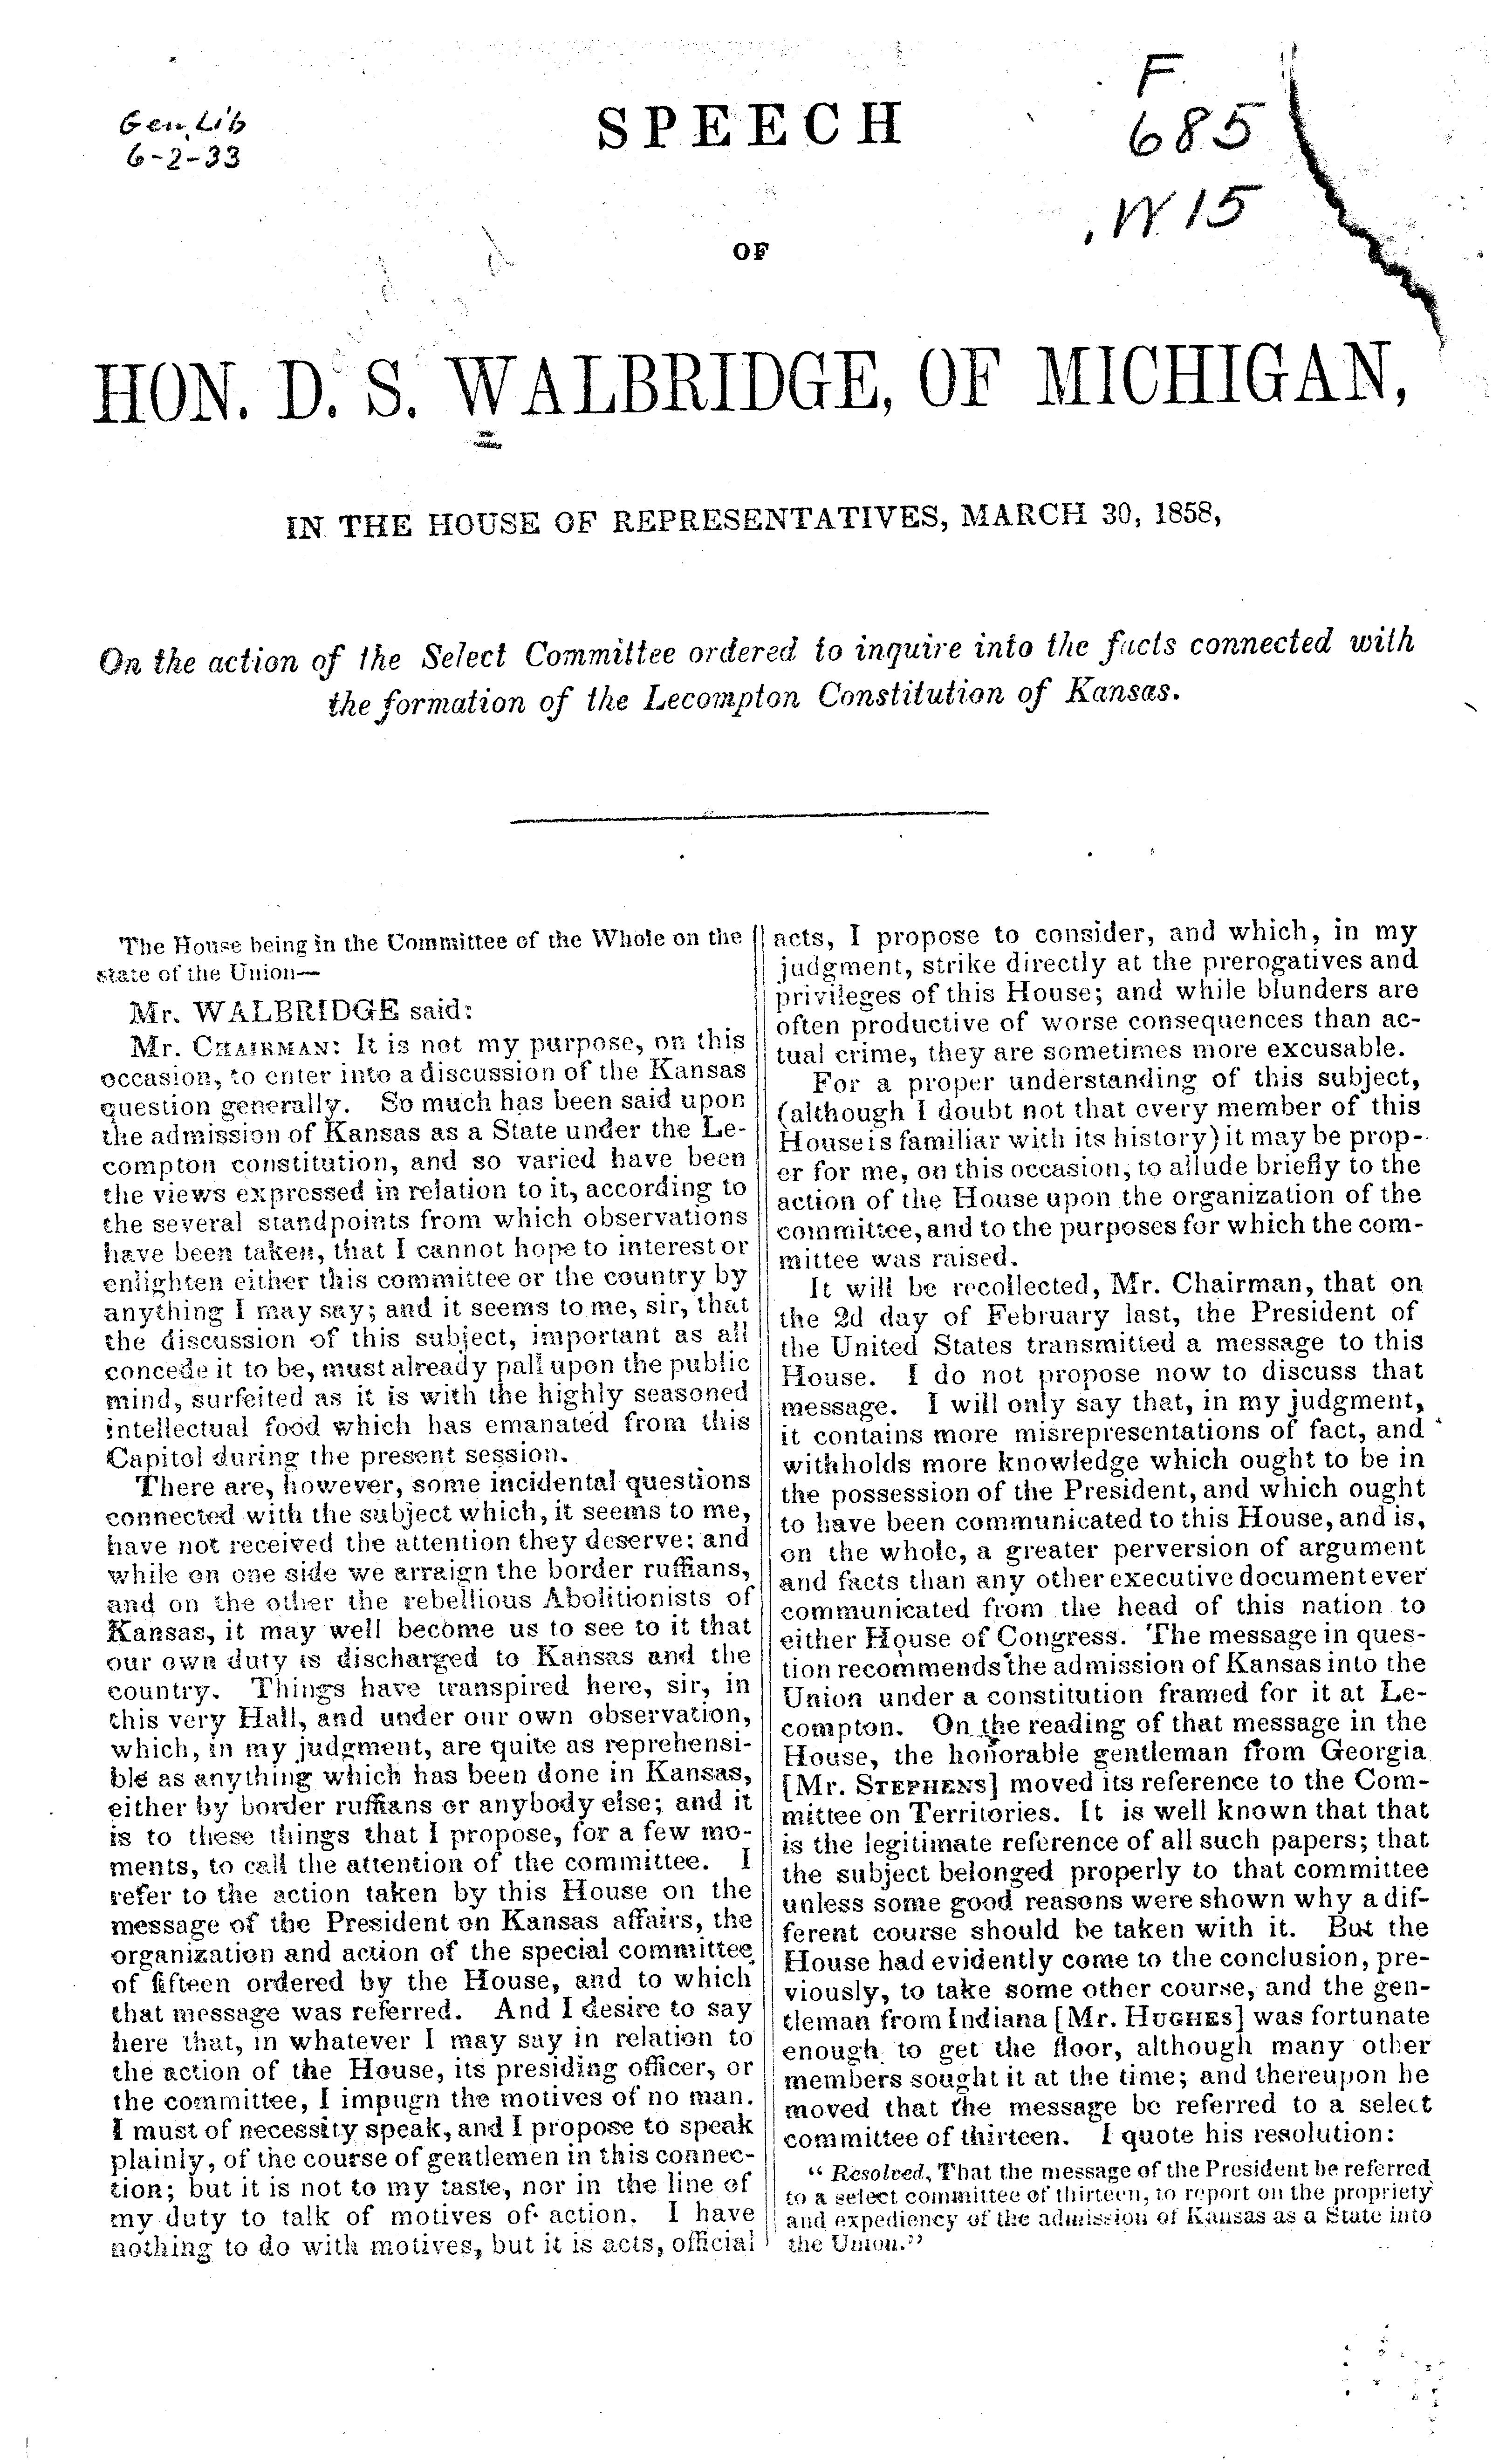 Gen. Lib
6-2-33
F
685
.W15
SPEECH
OF
HON. D. S. WALBRIDGE, OF MICHIGAN,
IN THE HOUSE OF REPRESENTATIVES, MARCH 30, 1858,
On the action of the Select Committee ordered to inquire into the facts connected with
the formation of the Lecompton Constitution of Kansas.
The House being in the Committee of the Whole on the
state of the Union—
Mr. WALBRIDGE said:
Mr. CHAIRMAN: It is not my purpose, on this
occasion, to enter into a discussion of the Kansas
question generally. So much has been said upon
the admission of Kansas as a State under the Le-
compton constitution, and so varied have been
the views expressed in relation to it, according to
the several standpoints from which observations
have been taken, that I cannot hope to interest or
enlighten either this committee or the country by
anything I may say; and it seems to me, sir, that
the discussion of this subject, important as all
concede it to be, must already pall upon the public
mind, surfeited as it is with the highly seasoned
intellectual food which has emanated from this
Capitol during the present session.
There are, however, some incidental questions
connected with the subject which, it seems to me,
have not received the attention they deserve; and
while on one side we arraign the border ruffians,
and on the other the rebellious Abolitionists of
Kansas, it may well become us to see to it that
our own duty is discharged to Kansas and the
country. Things have transpired here, sir, in
this very Hall, and under our own observation,
which, in my judgment, are quite as reprehensi-
ble as anything which has been done in Kansas,
either by border ruffians or anybody else; and it
is to these things that I propose, for a few mo-
ments, to call the attention of the committee. I
refer to the action taken by this House on the
message of the President on Kansas affairs, the
organization and action of the special committee
of fifteen ordered by the House, and to which
that message was referred. And I desire to say
here that, in whatever I may say in relation to
the action of the House, its presiding officer, or
the committee, I impugn the motives of no man.
I must of necessity speak, and I propose to speak
plainly, of the course of gentlemen in this connec-
tion; but it is not to my taste, nor in the line of
my duty to talk of motives of action. I have
nothing to do with motives, but it is acts, official
acts, I propose to consider, and which, in my
judgment, strike directly at the prerogatives and
privileges of this House; and while blunders are
often productive of worse consequences than ac-
tual crime, they are sometimes more excusable.
For a proper understanding of this subject,
(although I doubt not that every member of this
House is familiar with its history) it may be prop-
er for me, on this occasion, to allude briefly to the
action of the House upon the organization of the
committee, and to the purposes for which the com-
mittee was raised.
It will be recollected, Mr. Chairman, that on
the 2d day of February last, the President of
the United States transmitted a message to this
House. I do not propose now to discuss that
message. I will only say that, in my judgment,
it contains more misrepresentations of fact, and
withholds more knowledge which ought to be in
the possession of the President, and which ought
to have been communicated to this House, and is,
on the whole, a greater perversion of argument
and facts than any other executive document ever
communicated from the head of this nation to
either House of Congress. The message in ques-
tion recommends the admission of Kansas into the
Union under a constitution framed for it at Le-
compton. On the reading of that message in the
House, the honorable gentleman from Georgia
[Mr. STEPHENS] moved its reference to the Com-
mittee on Territories. It is well known that that
is the legitimate reference of all such papers; that
the subject belonged properly to that committee
unless some good reasons were shown why a dif-
ferent course should be taken with it. But the
House had evidently come to the conclusion, pre-
viously, to take some other course, and the gen-
tleman from Indiana [Mr. HUGHES] was fortunate
enough to get the floor, although many other
members sought it at the time; and thereupon he
moved that the message be referred to a select
committee of thirteen. I quote his resolution:
"Resolved, That the message of the President be referred
to a select committee of thirteen, to report on the propriety
and expediency of the admission of Kansas as a State into
the Union."